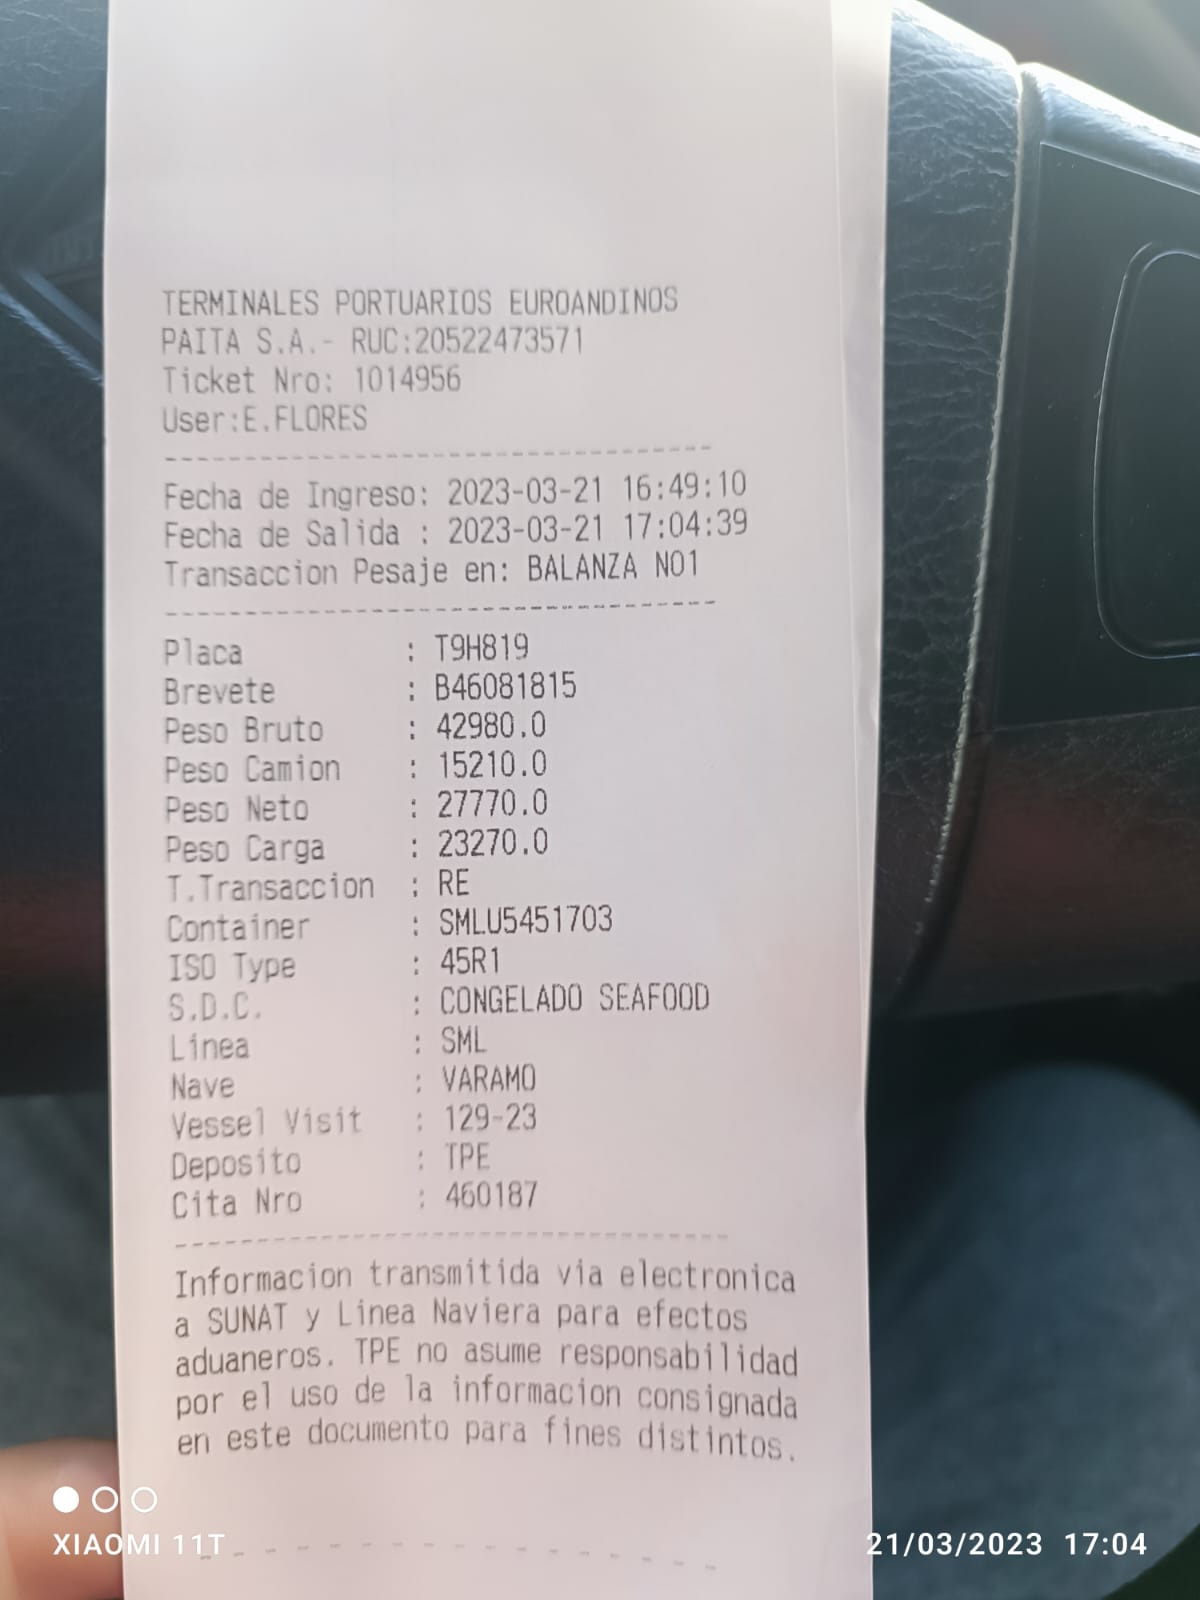 TERMINALES PORTUARIOS EUROANDINOS
PAITA S.A.- RUC:20522473571
Ticket Nro: 1014956
User:E.FLORES
Fecha de Ingreso: 2023-03-21 16:49:10
Fecha de Salida : 2023-03-21 17:04:39
Transaccion Pesaje en: BALANZA NO1
Placa : T9H819
Brevete : B46081815
Peso Bruto : 42980.0
Peso Camion : 15210.0
Peso Neto : 27770.0
Peso Carga : 23270.0
T.Transaccion : RE
Container : SMLU5451703
ISO Type : 45R1
S.D.C. : CONGELADO SEAFOOD
Linea : SML
Nave : VARAMO
Vessel Visit : 129-23
Deposito : TPE
Cita Nro : 460187
Informacion transmitida via electronica
a SUNAT y Linea Naviera para efectos
aduaneros. TPE no asume responsabilidad
por el uso de la informacion consignada
en este documento para fines distintos.
XIAOMI 11T
21/03/2023 17:04